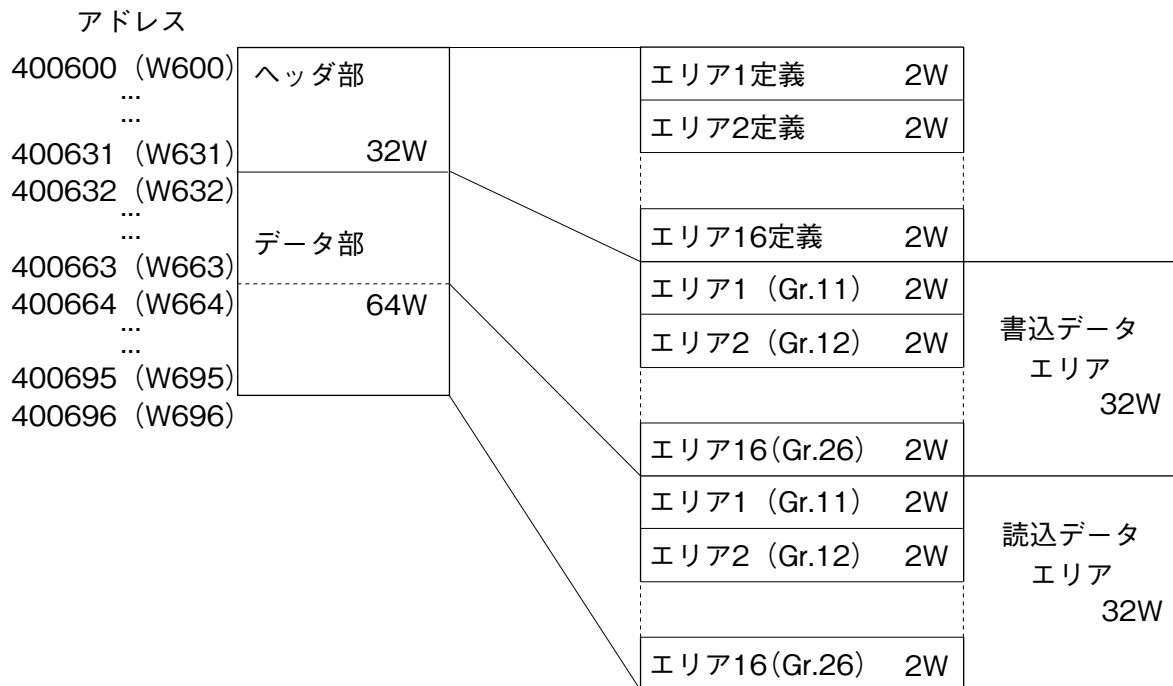 アドレス
400600（W600）
...
...
400631（W631）
400632（W632）
...
...
400663（W663）
400664（W664）
...
...
400695（W695）
400696（W696）
ヘッダ部
32W
データ部
64W
エリア1定義 2W
エリア2定義 2W
エリア16定義 2W
エリア1（Gr.11） 2W
エリア2（Gr.12） 2W
エリア16（Gr.26） 2W
エリア1（Gr.11） 2W
エリア2（Gr.12） 2W
エリア16（Gr.26） 2W
書込データ
エリア
32W
読込データ
エリア
32W